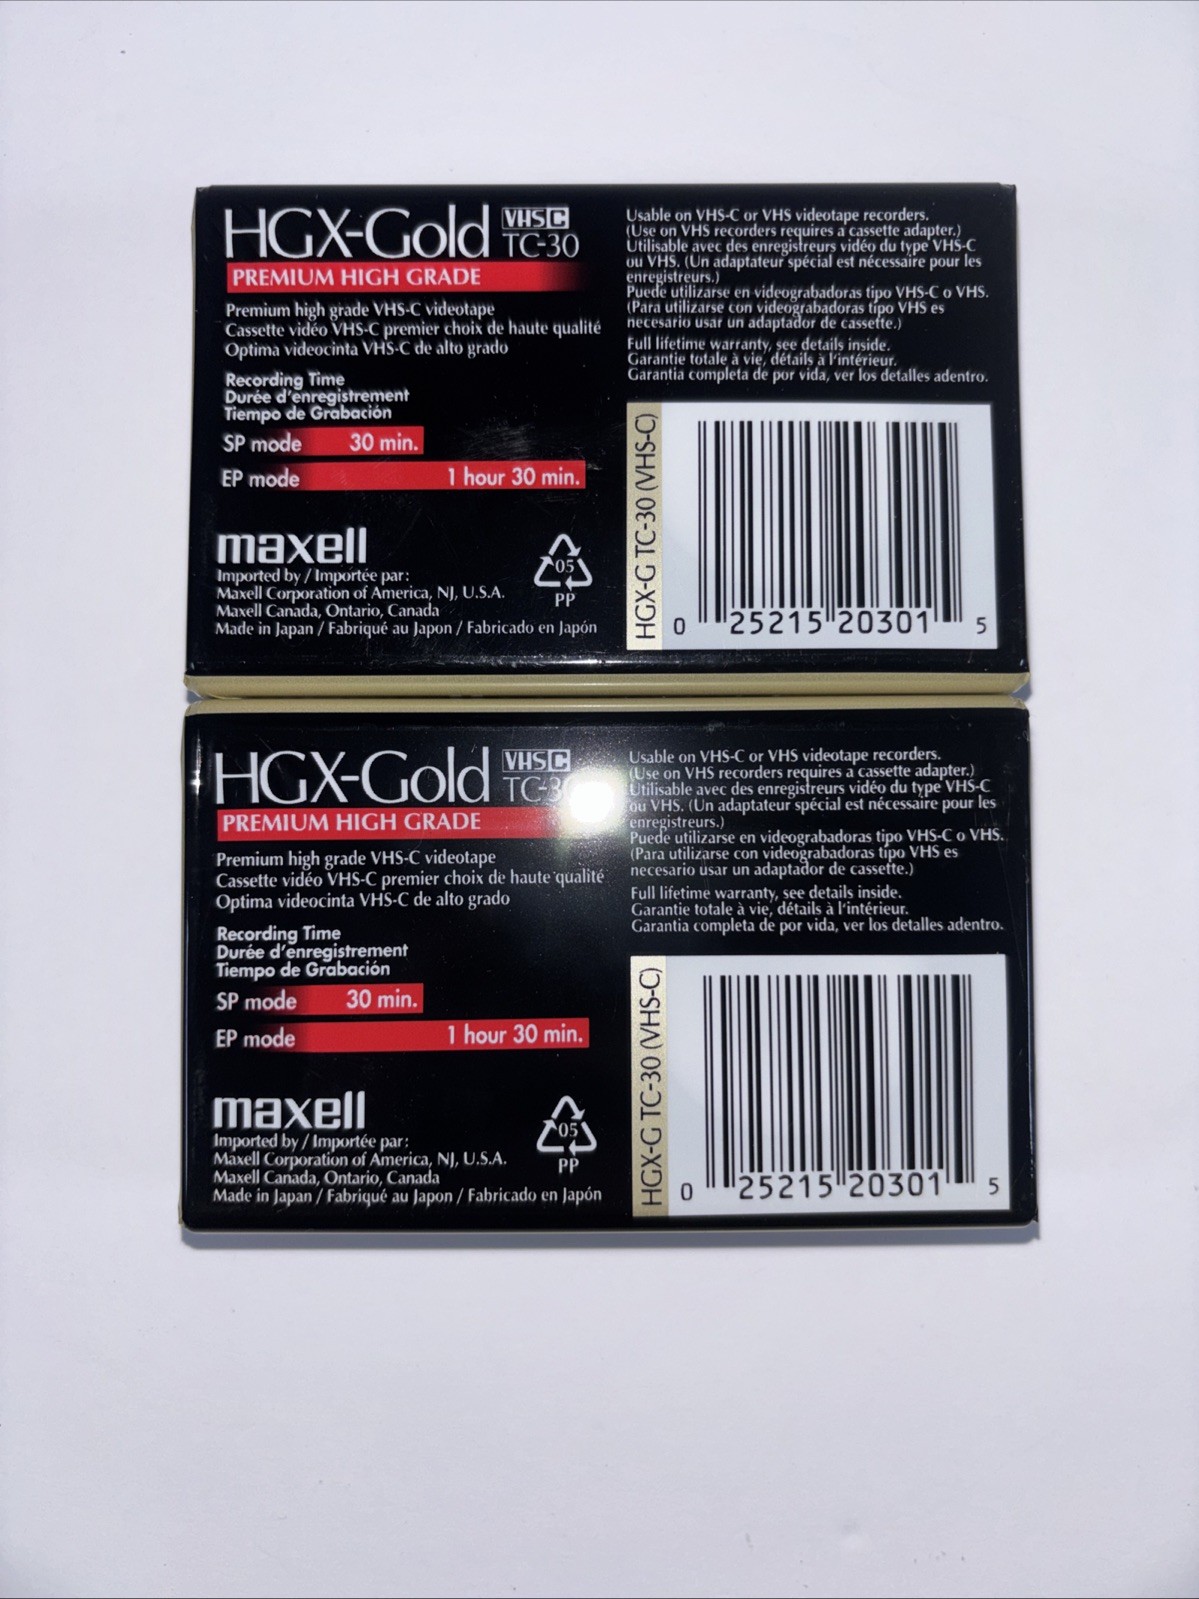 HGX-Gold VHS C
TC-30
PREMIUM HIGH GRADE
Premium high grade VHS-C videotape
Cassette vidéo VHS-C premier choix de haute qualité
Optima videocinta VHS-C de alto grado
Recording Time
Durée d'enregistrement
Tiempo de Grabación
SP mode 30 min.
EP mode 1 hour 30 min.
maxell
Imported by / Importée par:
Maxell Corporation of America, NJ, U.S.A.
Maxell Canada, Ontario, Canada
Made in Japan / Fabriqué au Japon / Fabricado en Japón
05
PP
Usable on VHS-C or VHS videotape recorders.
(Use on VHS recorders requires a cassette adapter.)
Utilisable avec des enregistreurs vidéo du type VHS-C
ou VHS. (Un adaptateur spécial est nécessaire pour les
enregistreurs.)
Puede utilizarse en videograbadoras tipo VHS-C o VHS.
(Para utilizarse con videograbadoras tipo VHS es
necesario usar un adaptador de cassette.)
Full lifetime warranty, see details inside.
Garantie totale à vie, détails à l'intérieur.
Garantia completa de por vida, ver los detalles adentro.
HGX-G TC-30 (VHS-C)
0 25215 20301 5
HGX-Gold VHS C
TC-30
PREMIUM HIGH GRADE
Premium high grade VHS-C videotape
Cassette vidéo VHS-C premier choix de haute qualité
Optima videocinta VHS-C de alto grado
Recording Time
Durée d'enregistrement
Tiempo de Grabación
SP mode 30 min.
EP mode 1 hour 30 min.
maxell
Imported by / Importée par:
Maxell Corporation of America, NJ, U.S.A.
Maxell Canada, Ontario, Canada
Made in Japan / Fabriqué au Japon / Fabricado en Japón
05
PP
Usable on VHS-C or VHS videotape recorders.
(Use on VHS recorders requires a cassette adapter.)
Utilisable avec des enregistreurs vidéo du type VHS-C
ou VHS. (Un adaptateur spécial est nécessaire pour les
enregistreurs.)
Puede utilizarse en videograbadoras tipo VHS-C o VHS.
(Para utilizarse con videograbadoras tipo VHS es
necesario usar un adaptador de cassette.)
Full lifetime warranty, see details inside.
Garantie totale à vie, détails à l'intérieur.
Garantia completa de por vida, ver los detalles adentro.
HGX-G TC-30 (VHS-C)
0 25215 20301 5